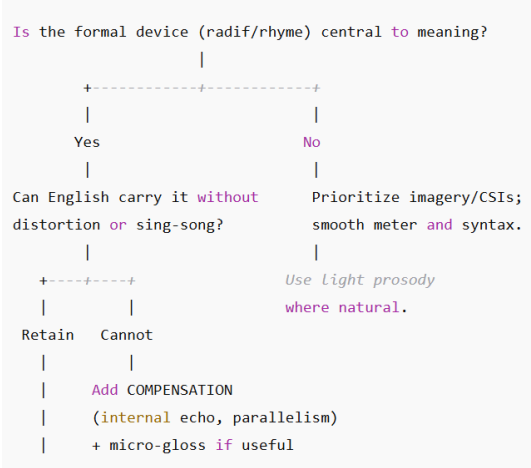 Is the formal device (radif/rhyme) central to meaning?
|
+-------------+-------------+
| |
Yes No
| |
Can English carry it without Prioritize imagery/CSIs;
distortion or sing-song? smooth meter and syntax.
| |
+----+----+ Use light prosody
| | where natural.
Retain Cannot
| |
| Add COMPENSATION
| (internal echo, parallelism)
| + micro-gloss if useful